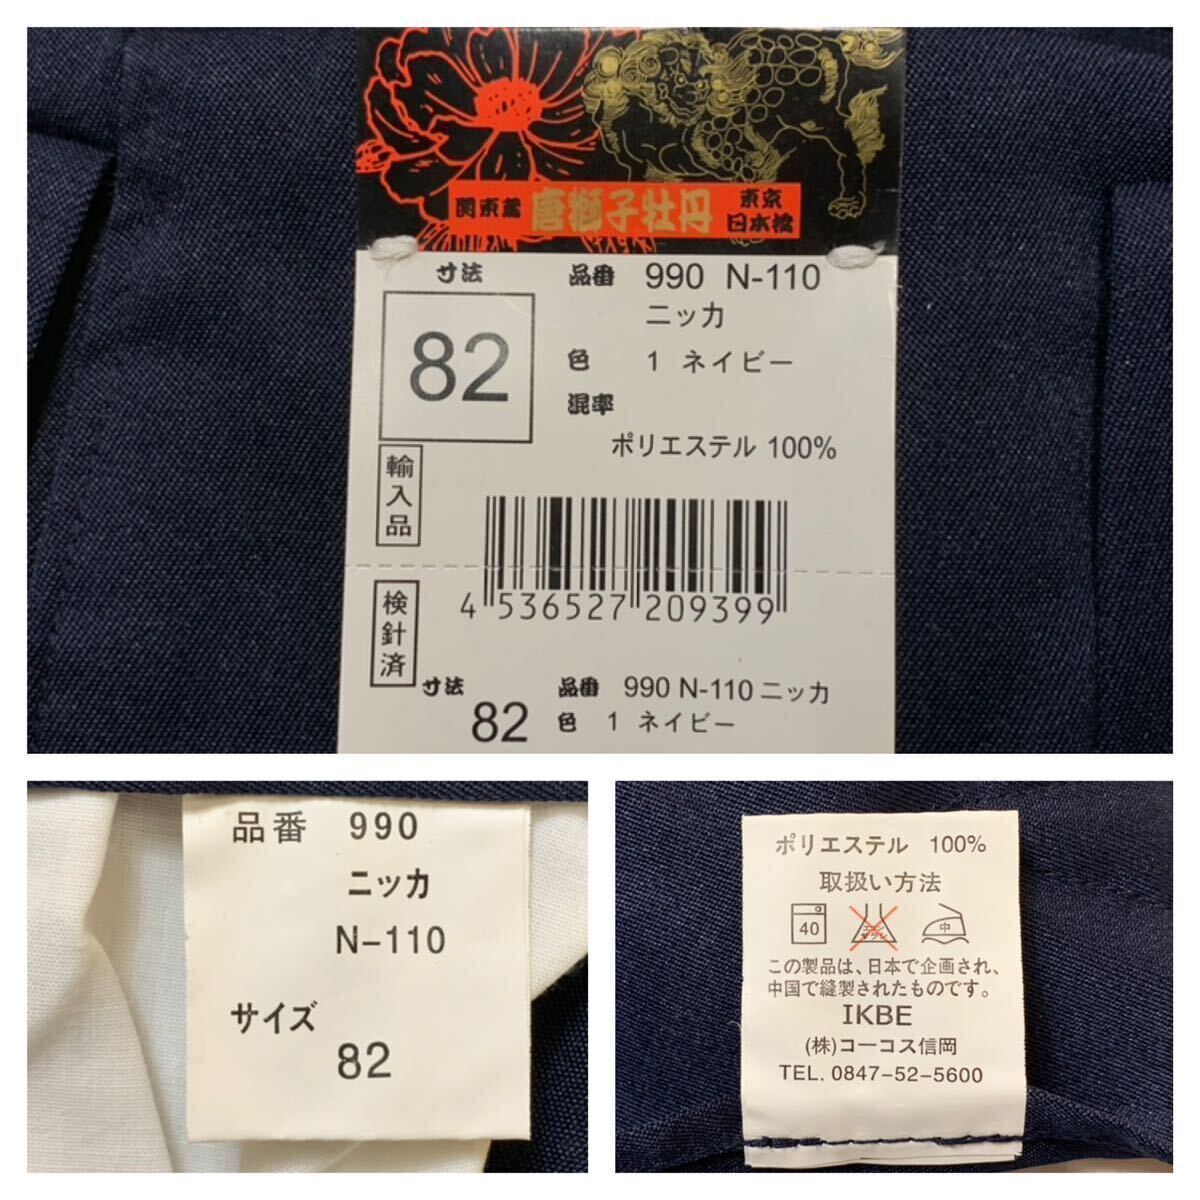 関東鳶 唐獅子牡丹 東京
日本橋
寸法 品番 990 N-110
ニッカ
82
色 1 ネイビー
混率
ポリエステル 100%
輸入品
4 536527 209399
検針済
寸法 品番 990 N-110 ニッカ
82 色 1 ネイビー
品番 990
ニッカ
N-110
サイズ
82
ポリエステル 100%
取扱い方法
40 エンソ サラシ 中
この製品は、日本で企画され、
中国で縫製されたものです。
IKBE
(株)コーコス信岡
TEL. 0847-52-5600